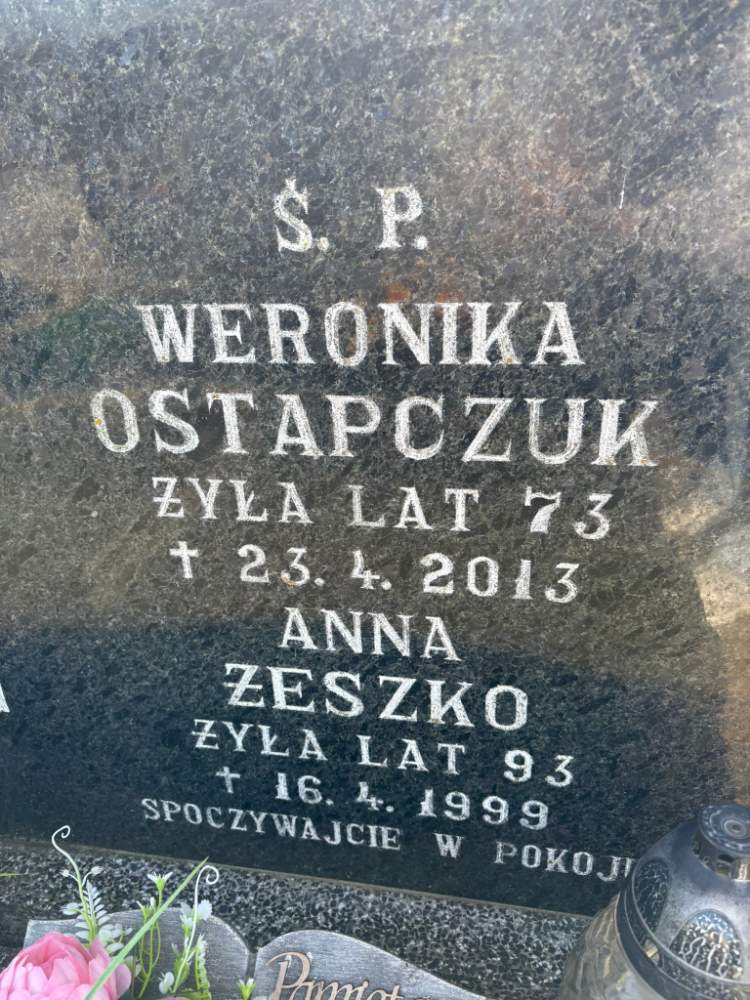 Ś. P.
WERONIKA
OSTAPCZUK
ŻYŁA LAT 73
† 23. 4. 2013
ANNA
ŻESZKO
ŻYŁA LAT 93
† 16. 4. 1999
SPOCZYWAJCIE W POKOJU